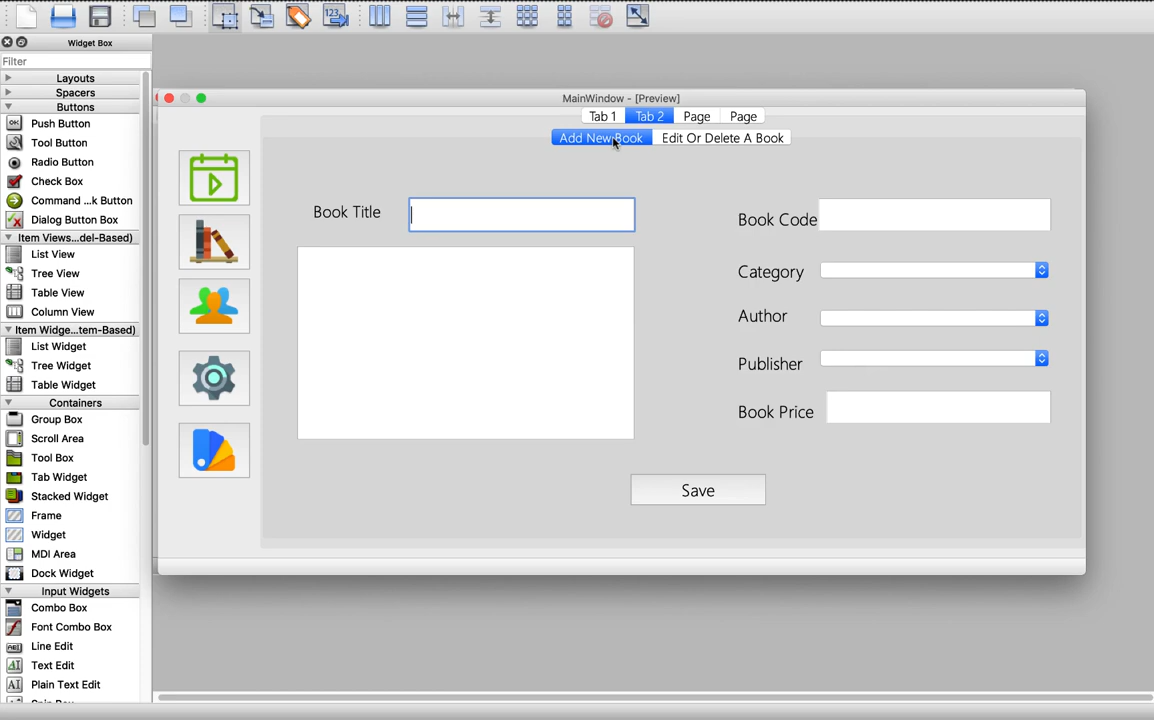 Widget Box
Filter
Layouts
Spacers
Buttons
Push Button
Tool Button
Radio Button
Check Box
Command ...k Button
Dialog Button Box
Item Views...del-Based)
List View
Tree View
Table View
Column View
Item Widge...tem-Based)
List Widget
Tree Widget
Table Widget
Containers
Group Box
Scroll Area
Tool Box
Tab Widget
Stacked Widget
Frame
Widget
MDI Area
Dock Widget
Input Widgets
Combo Box
Font Combo Box
Line Edit
Text Edit
Plain Text Edit
MainWindow - [Preview]
Tab 1 Tab 2 Page Page
Add New Book Edit Or Delete A Book
Book Title
Book Code
Category
Author
Publisher
Book Price
Save